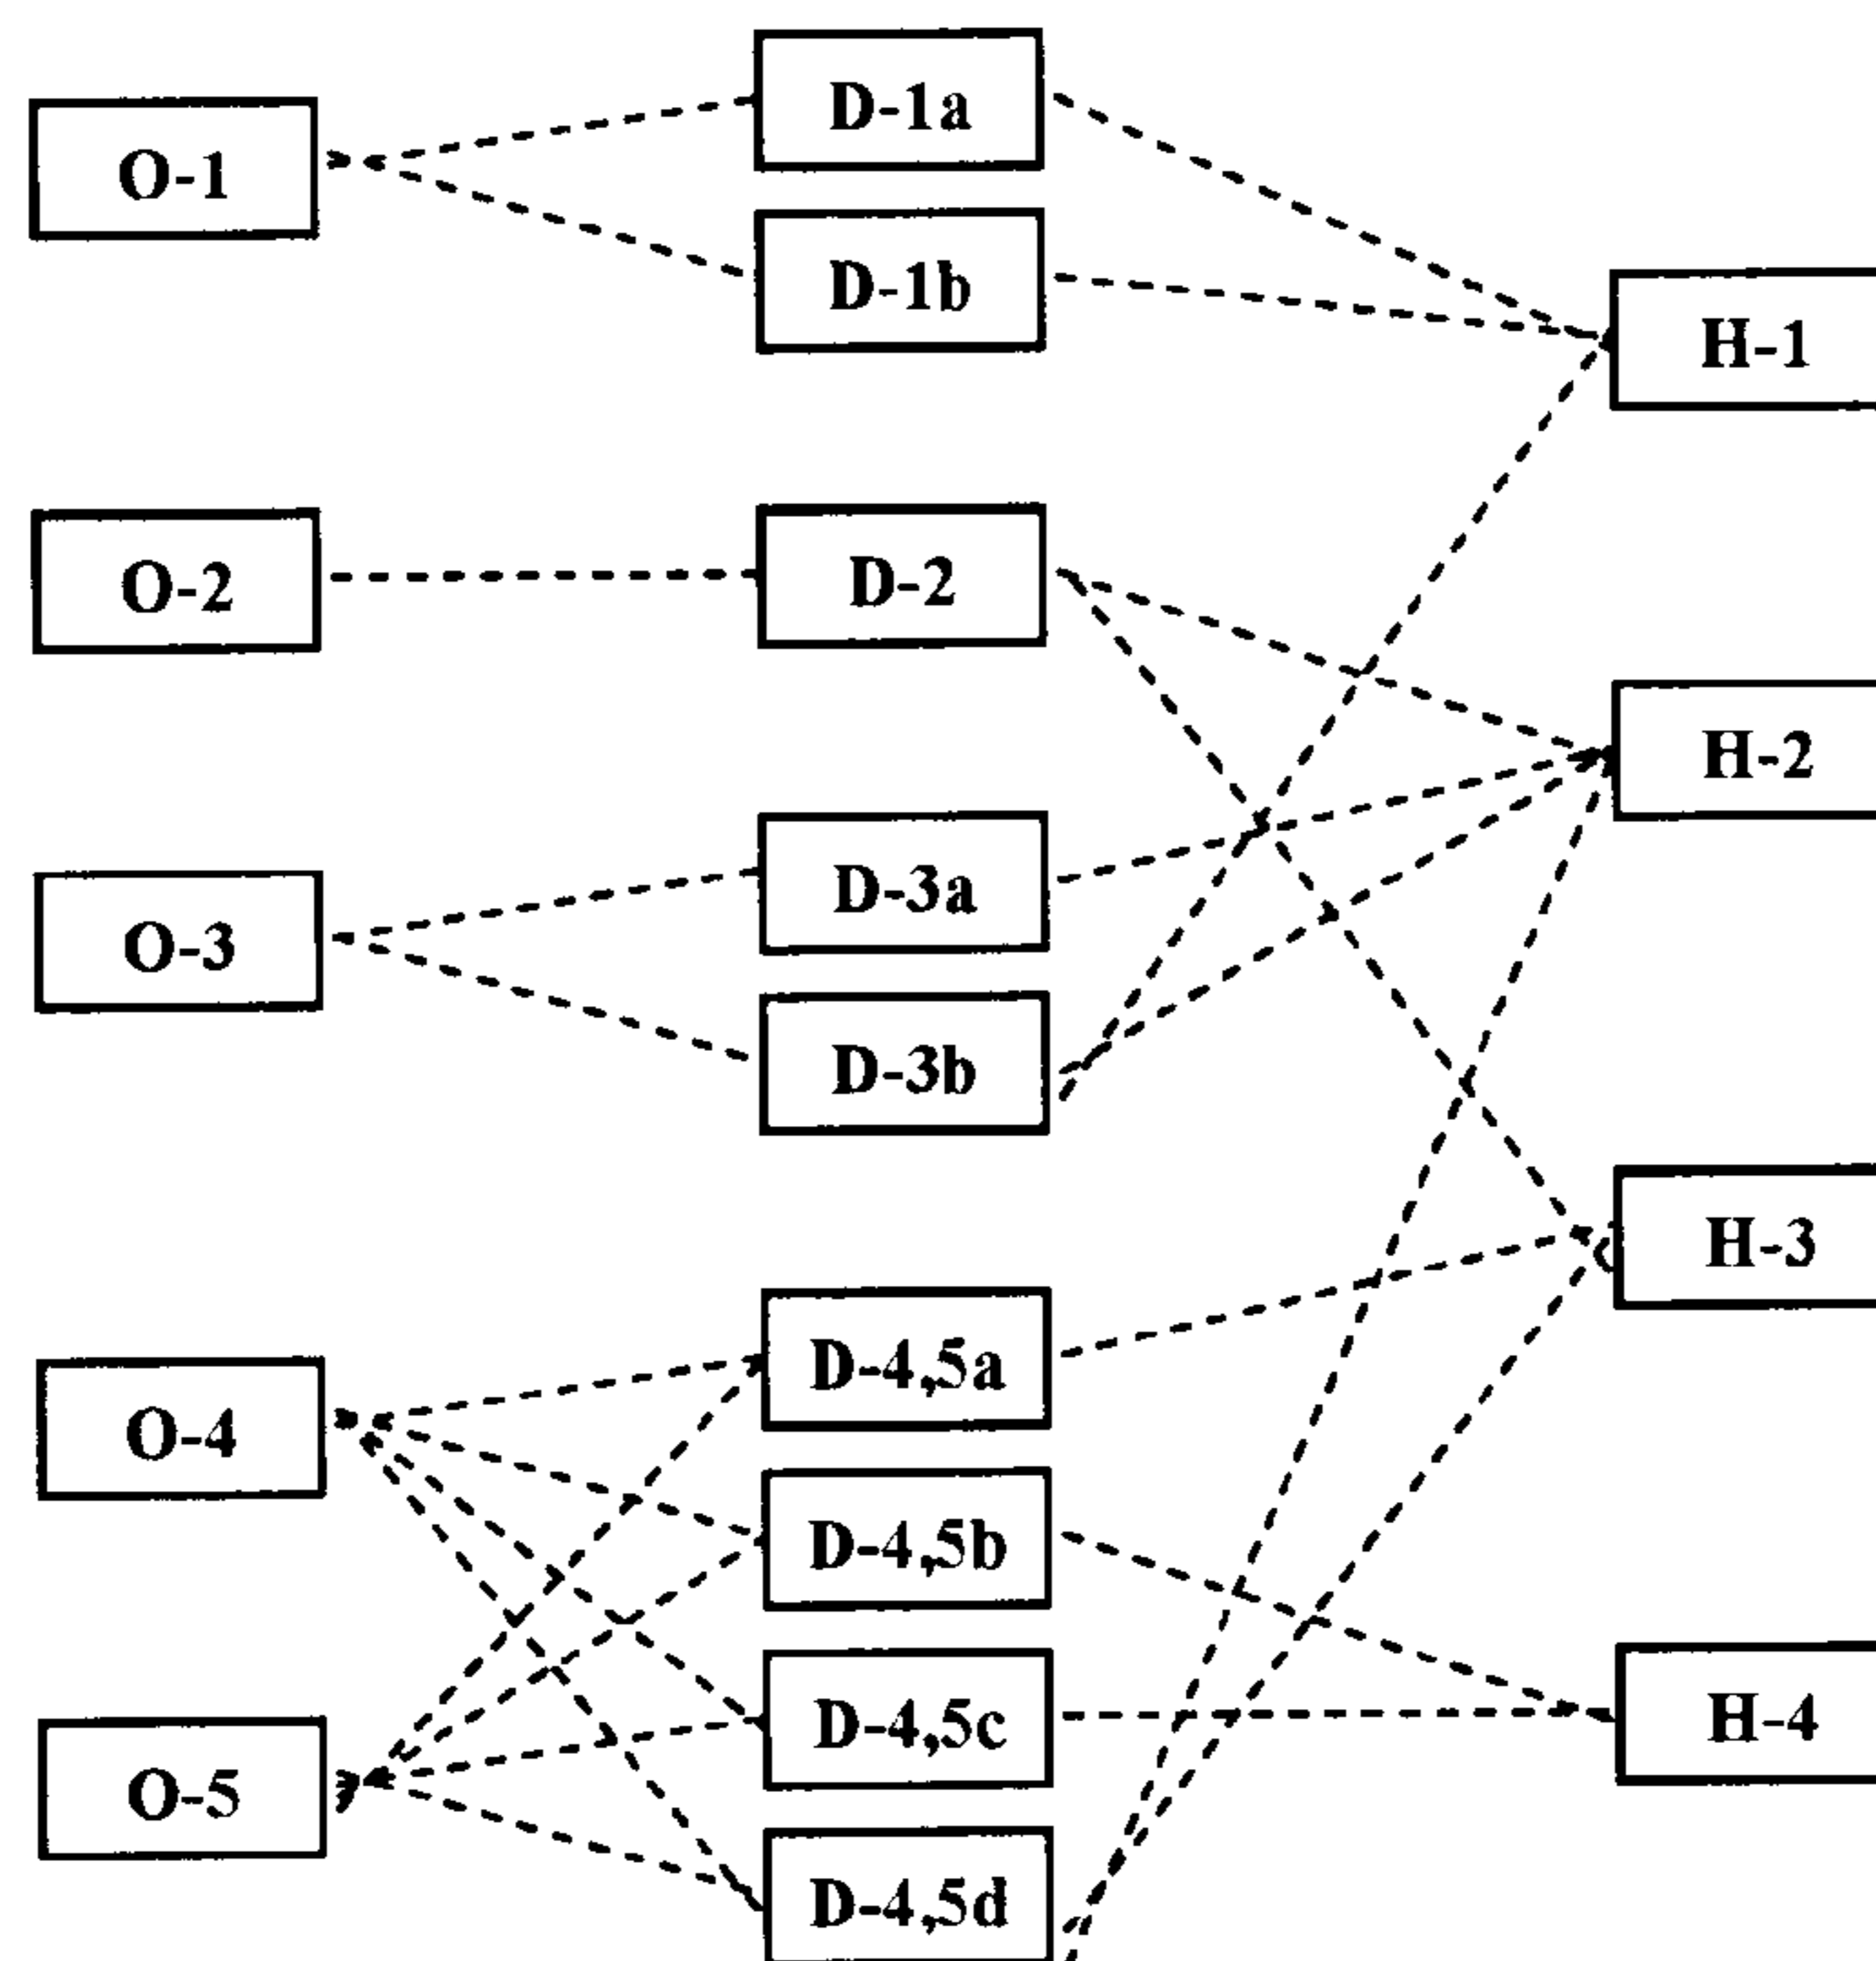 O-1
O-2
O-3
O-4
O-5
D-1a
D-1b
D-2
D-3a
D-3b
D-4,5a
D-4,5b
D-4,5c
D-4,5d
H-1
H-2
H-3
H-4